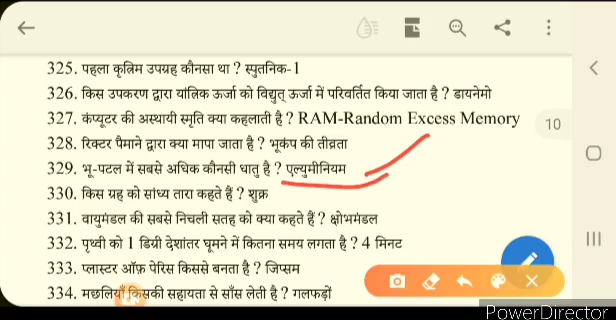 325. पहला कृत्रिम उपग्रह कौनसा था ? स्पुतनिक-1
326. किस उपकरण द्वारा यांत्रिक ऊर्जा को विद्युत् ऊर्जा में परिवर्तित किया जाता है ? डायनेमो
327. कंप्यूटर की अस्थायी स्मृति क्या कहलाती है ? RAM-Random Excess Memory
10
328. रिक्टर पैमाने द्वारा क्या मापा जाता है ? भूकंप की तीव्रता
329. भू-पटल में सबसे अधिक कौनसी धातु है ? एल्युमीनियम
330. किस ग्रह को सांध्य तारा कहते हैं ? शुक्र
331. वायुमंडल की सबसे निचली सतह को क्या कहते हैं ? क्षोभमंडल
332. पृथ्वी को 1 डिग्री देशांतर घूमने में कितना समय लगता है ? 4 मिनट
333. प्लास्टर ऑफ़ पेरिस किससे बनता है ? जिप्सम
334. मछलियाँ किसकी सहायता से साँस लेती है ? गलफड़ों
PowerDirector